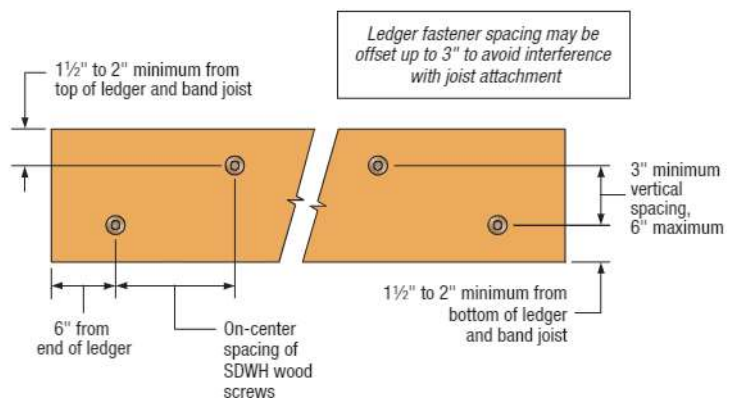 Ledger fastener spacing may be
offset up to 3" to avoid interference
with joist attachment
1½" to 2" minimum from
top of ledger and band joist
3" minimum
vertical
spacing,
6" maximum
6" from
end of ledger
On-center
spacing of
SDWH wood
screws
1½" to 2" minimum from
bottom of ledger
and band joist